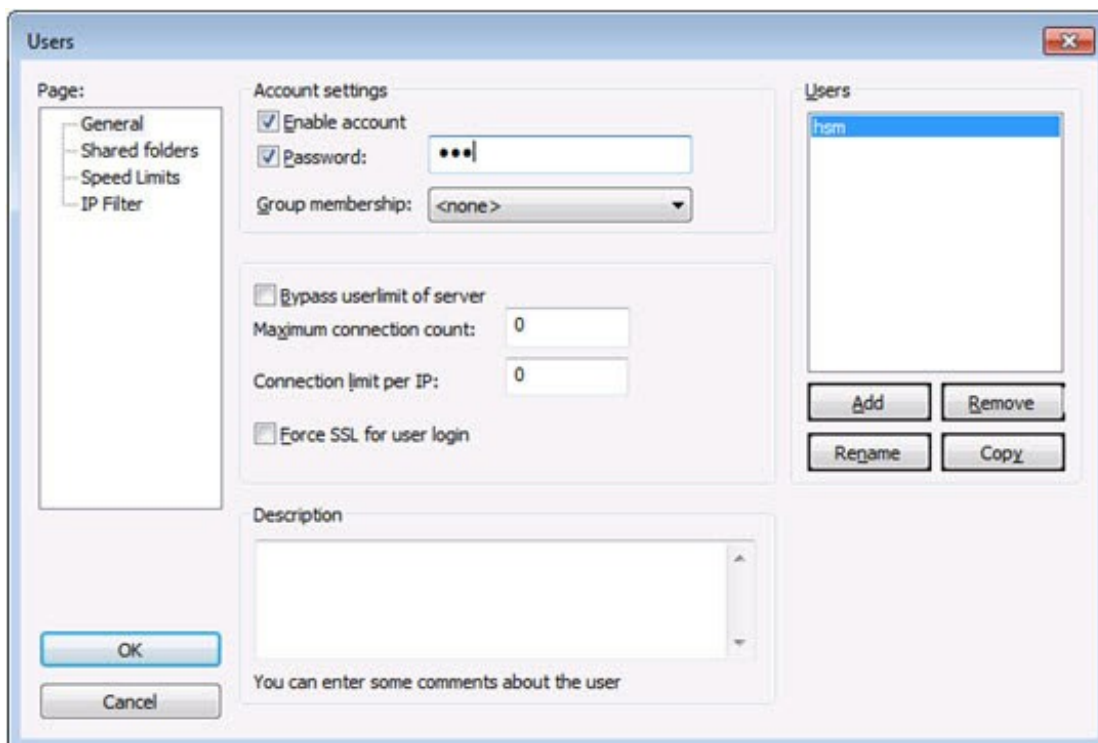 Users
Page:
General
Shared folders
Speed Limits
IP Filter
OK
Cancel
Account settings
Enable account
Password: •••
Group membership: <none>
Bypass userlimit of server
Maximum connection count: 0
Connection limit per IP: 0
Force SSL for user login
Description
You can enter some comments about the user
Users
hsm
Add Remove
Rename Copy